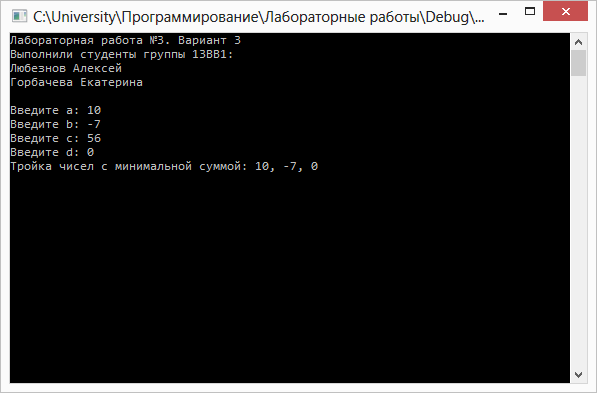 C:\University\Программирование\Лабораторные работы\Debug\...
Лабораторная работа №3. Вариант 3
Выполнили студенты группы 13ВВ1:
Любезнов Алексей
Горбачева Екатерина
Введите a: 10
Введите b: -7
Введите c: 56
Введите d: 0
Тройка чисел с минимальной суммой: 10, -7, 0